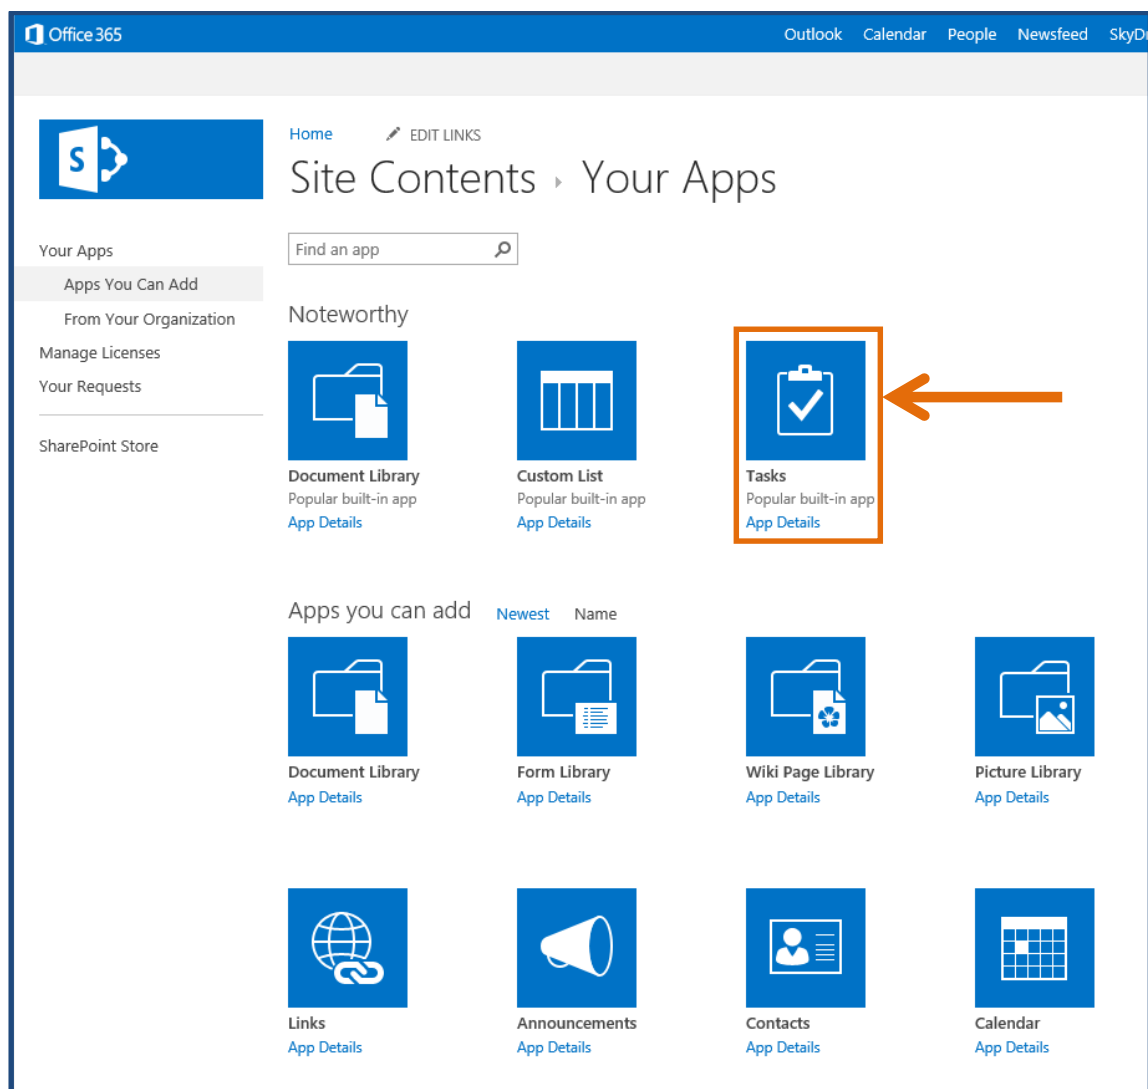 Office 365
Outlook Calendar People Newsfeed SkyDr
S
Home EDIT LINKS
Site Contents Your Apps
Your Apps
Apps You Can Add
From Your Organization
Manage Licenses
Your Requests
SharePoint Store
Find an app
Noteworthy
Document Library
Popular built-in app
App Details
Custom List
Popular built-in app
App Details
Tasks
Popular built-in app
App Details
Apps you can add Newest Name
Document Library
App Details
Form Library
App Details
Wiki Page Library
App Details
Picture Library
App Details
Links
App Details
Announcements
App Details
Contacts
App Details
Calendar
App Details